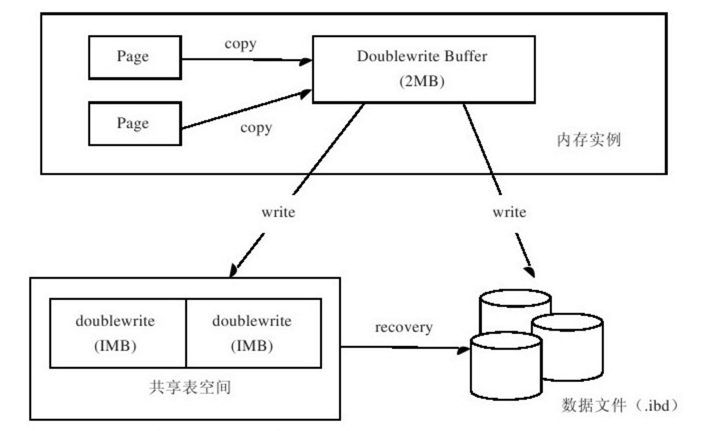 Page
copy
Doublewrite Buffer
(2MB)
Page
copy
内存实例
write
write
doublewrite
(IMB)
doublewrite
(IMB)
recovery
共享表空间
数据文件（.ibd）